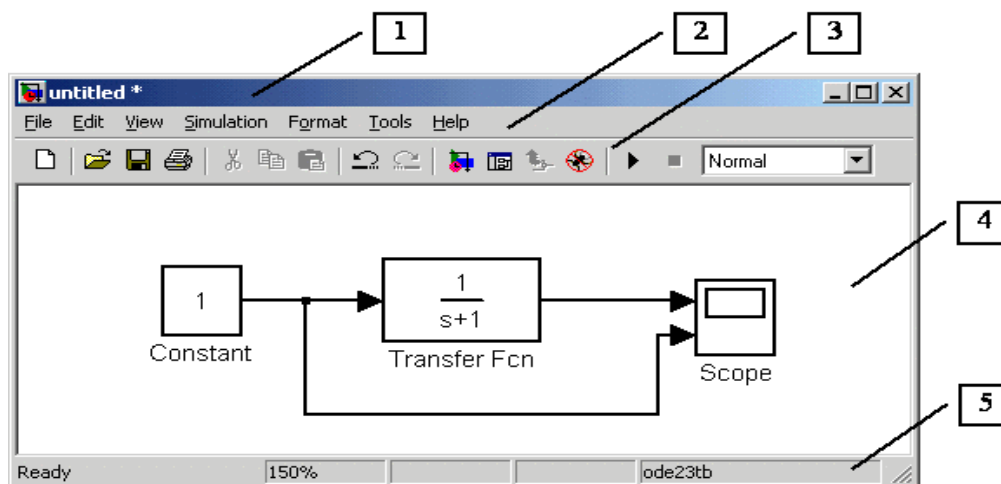 1 2 3
untitled *
File Edit View Simulation Format Tools Help
Normal
4
1
Constant
1
s+1
Transfer Fcn
Scope
5
Ready 150% ode23tb